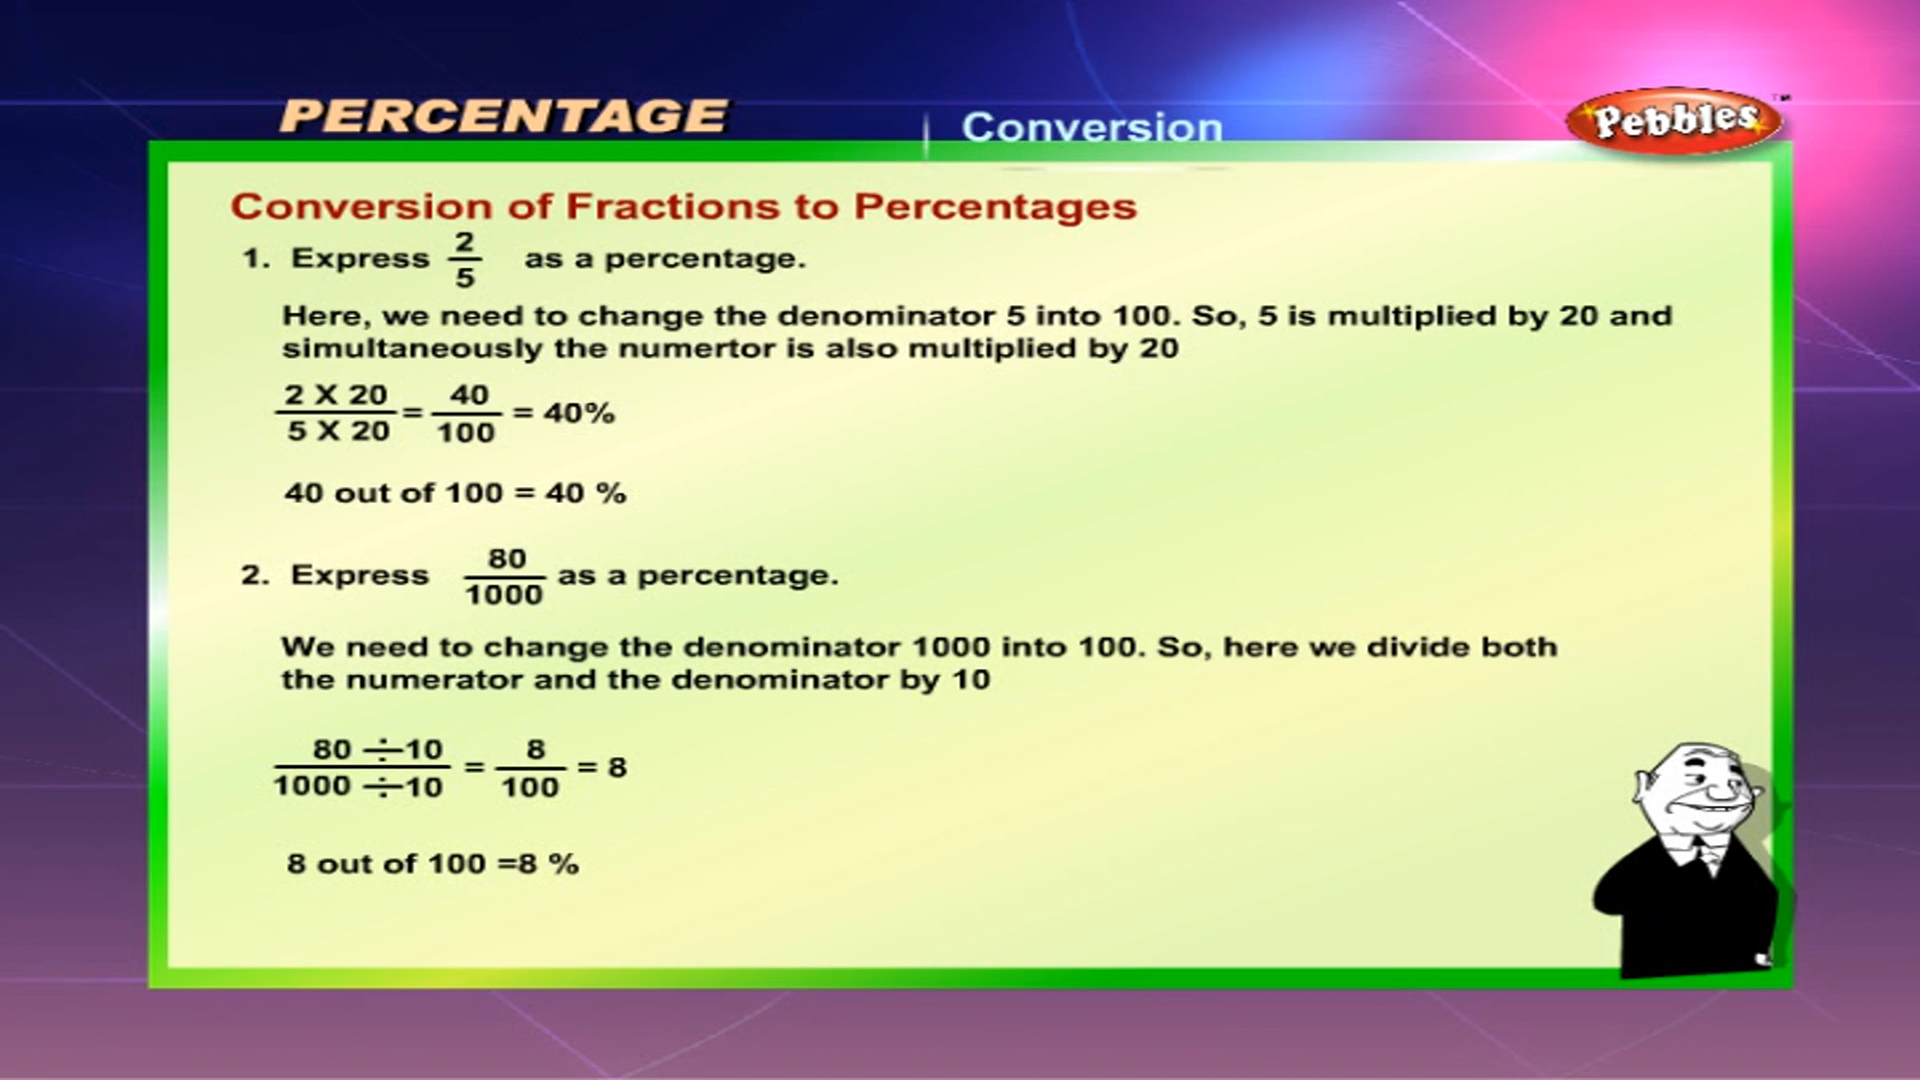 PERCENTAGE
Conversion
Pebbles™
Conversion of Fractions to Percentages
1. Express 2/5 as a percentage.
Here, we need to change the denominator 5 into 100. So, 5 is multiplied by 20 and
simultaneously the numertor is also multiplied by 20
2 X 20 / 5 X 20 = 40/100 = 40%
40 out of 100 = 40 %
2. Express 80/1000 as a percentage.
We need to change the denominator 1000 into 100. So, here we divide both
the numerator and the denominator by 10
80 ÷10 / 1000 ÷10 = 8/100 = 8
8 out of 100 =8 %